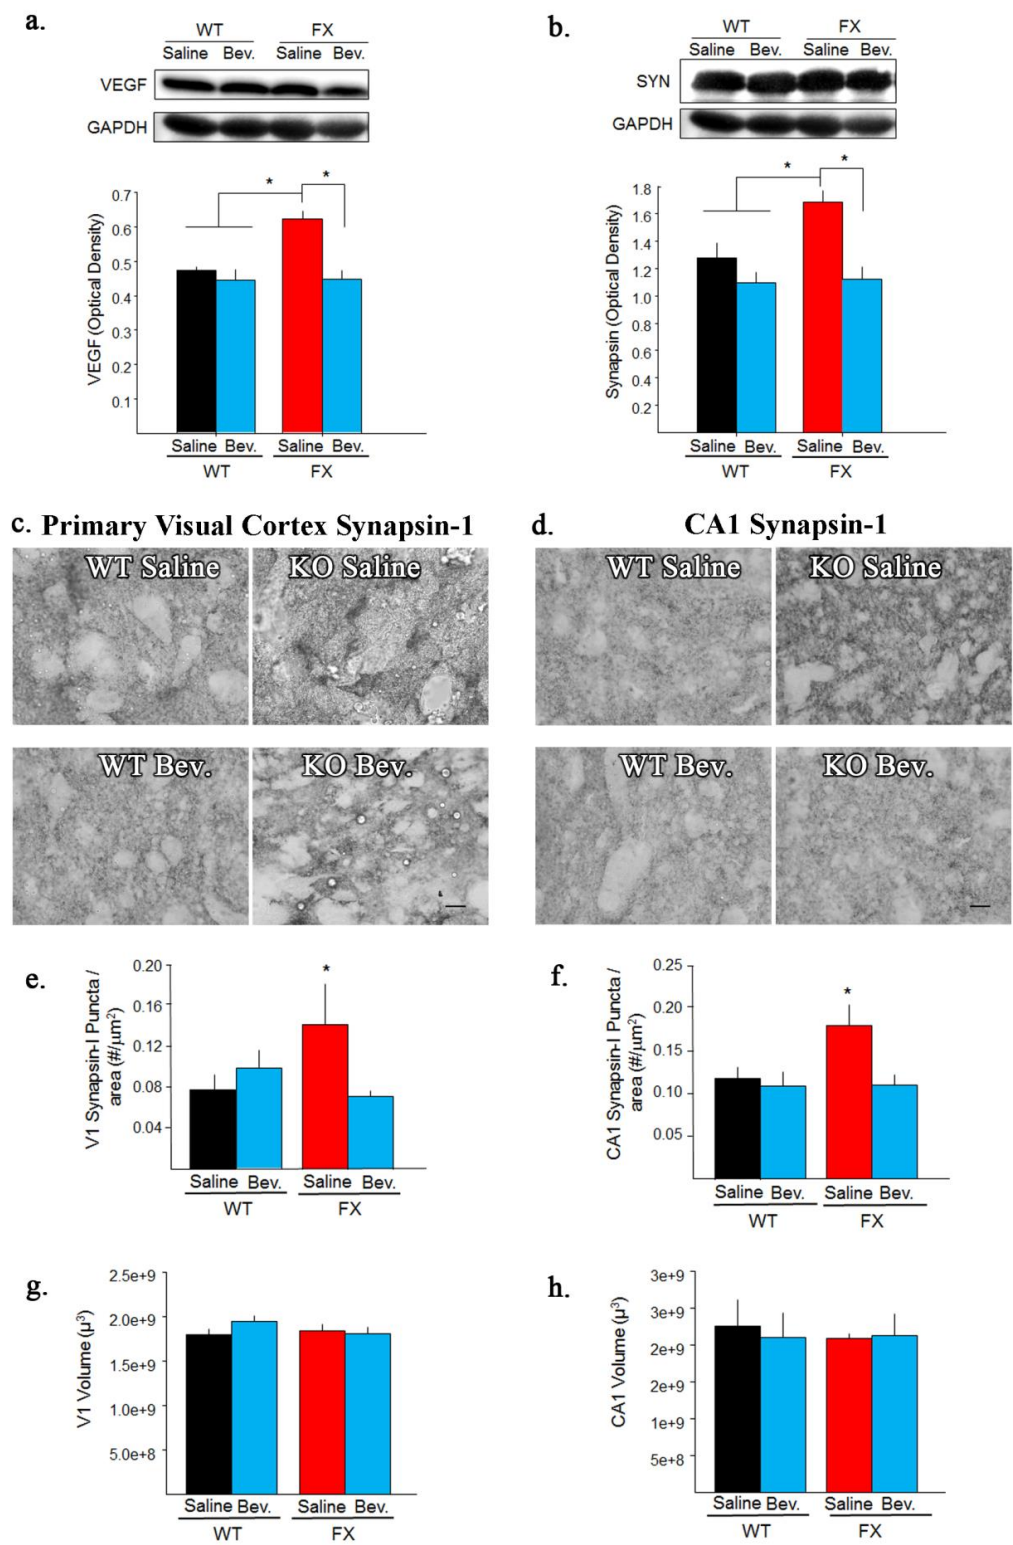 a.
WT FX
Saline Bev. Saline Bev.
VEGF
GAPDH
* *
VEGF (Optical Density)
0.7
0.6
0.5
0.4
0.3
0.2
0.1
Saline Bev. Saline Bev.
WT FX
b.
WT FX
Saline Bev. Saline Bev.
SYN
GAPDH
* *
Synapsin (Optical Density)
1.8
1.6
1.4
1.2
1.0
0.8
0.6
0.4
0.2
Saline Bev. Saline Bev.
WT FX
c. Primary Visual Cortex Synapsin-1
WT Saline KO Saline
WT Bev. KO Bev.
d. CA1 Synapsin-1
WT Saline KO Saline
WT Bev. KO Bev.
e.
V1 Synapsin-I Puncta /
area (#/µm²)
0.20
0.16
0.12
0.08
0.04
*
Saline Bev. Saline Bev.
WT FX
f.
CA1 Synapsin-I Puncta /
area (#/µm²)
0.25
0.20
0.15
0.10
0.05
*
Saline Bev. Saline Bev.
WT FX
g.
V1 Volume (µ³)
2.5e+9
2.0e+9
1.5e+9
1.0e+9
5.0e+8
Saline Bev. Saline Bev.
WT FX
h.
CA1 Volume (µ³)
3e+9
3e+9
2e+9
2e+9
1e+9
5e+8
Saline Bev. Saline Bev.
WT FX